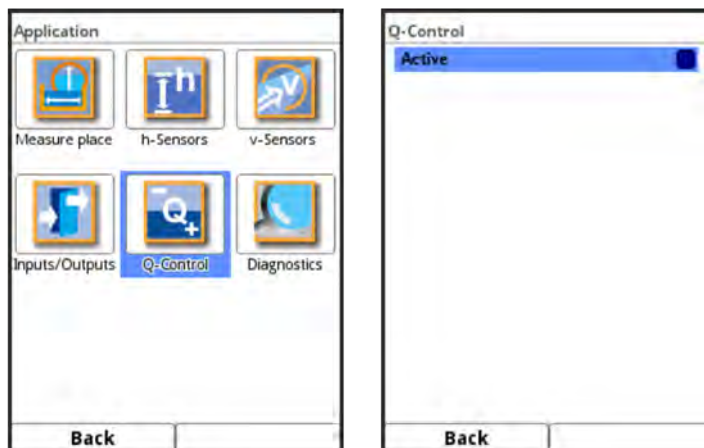 Application
Measure place
h-Sensors
v-Sensors
h
v
Inputs/Outputs
Q-Control
Diagnostics
Q
Back
Q-Control
Active
Back